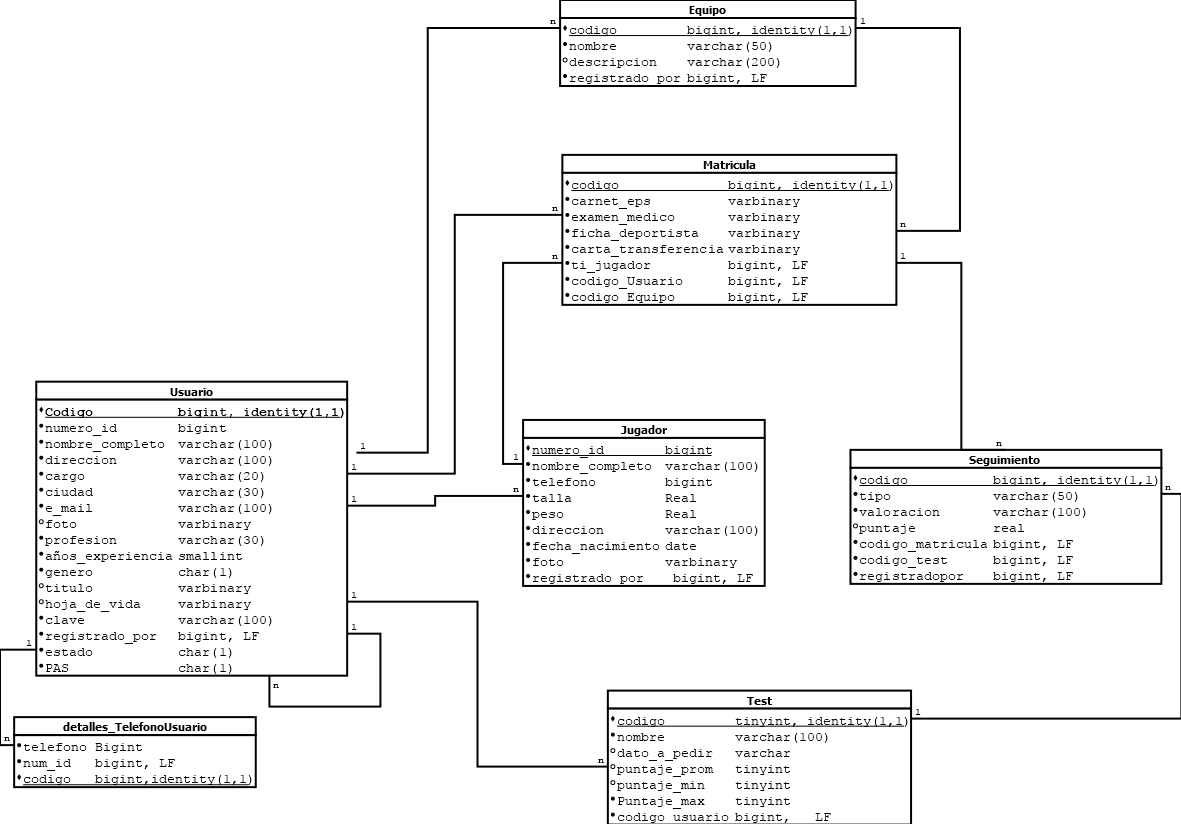 Equipo
codigo bigint, identity(1,1)
nombre varchar(50)
descripcion varchar(200)
registrado por bigint, LF
n
1
Matricula
codigo bigint, identity(1,1)
carnet_eps varbinary
examen_medico varbinary
ficha_deportista varbinary
carta_transferencia varbinary
ti_jugador bigint, LF
codigo_Usuario bigint, LF
codigo Equipo bigint, LF
n
n
n
1
Usuario
Codigo bigint, identity(1,1)
numero_id bigint
nombre_completo varchar(100)
direccion varchar(100)
cargo varchar(20)
ciudad varchar(30)
e_mail varchar(100)
foto varbinary
profesion varchar(30)
años_experiencia smallint
genero char(1)
titulo varbinary
hoja_de_vida varbinary
clave varchar(100)
registrado_por bigint, LF
estado char(1)
PAS char(1)
1
1
1
1
1
1
n
Jugador
numero_id bigint
nombre_completo varchar(100)
telefono bigint
talla Real
peso Real
direccion varchar(100)
fecha_nacimiento date
foto varbinary
registrado por bigint, LF
1
n
Seguimiento
codigo bigint, identity(1,1)
tipo varchar(50)
valoracion varchar(100)
puntaje real
codigo_matricula bigint, LF
codigo_test bigint, LF
registradopor bigint, LF
n
n
detalles_TelefonoUsuario
telefono Bigint
num_id bigint, LF
codigo bigint,identity(1,1)
n
Test
codigo tinyint, identity(1,1)
nombre varchar(100)
dato_a_pedir varchar
puntaje_prom tinyint
puntaje_min tinyint
Puntaje_max tinyint
codigo usuario bigint, LF
1
n